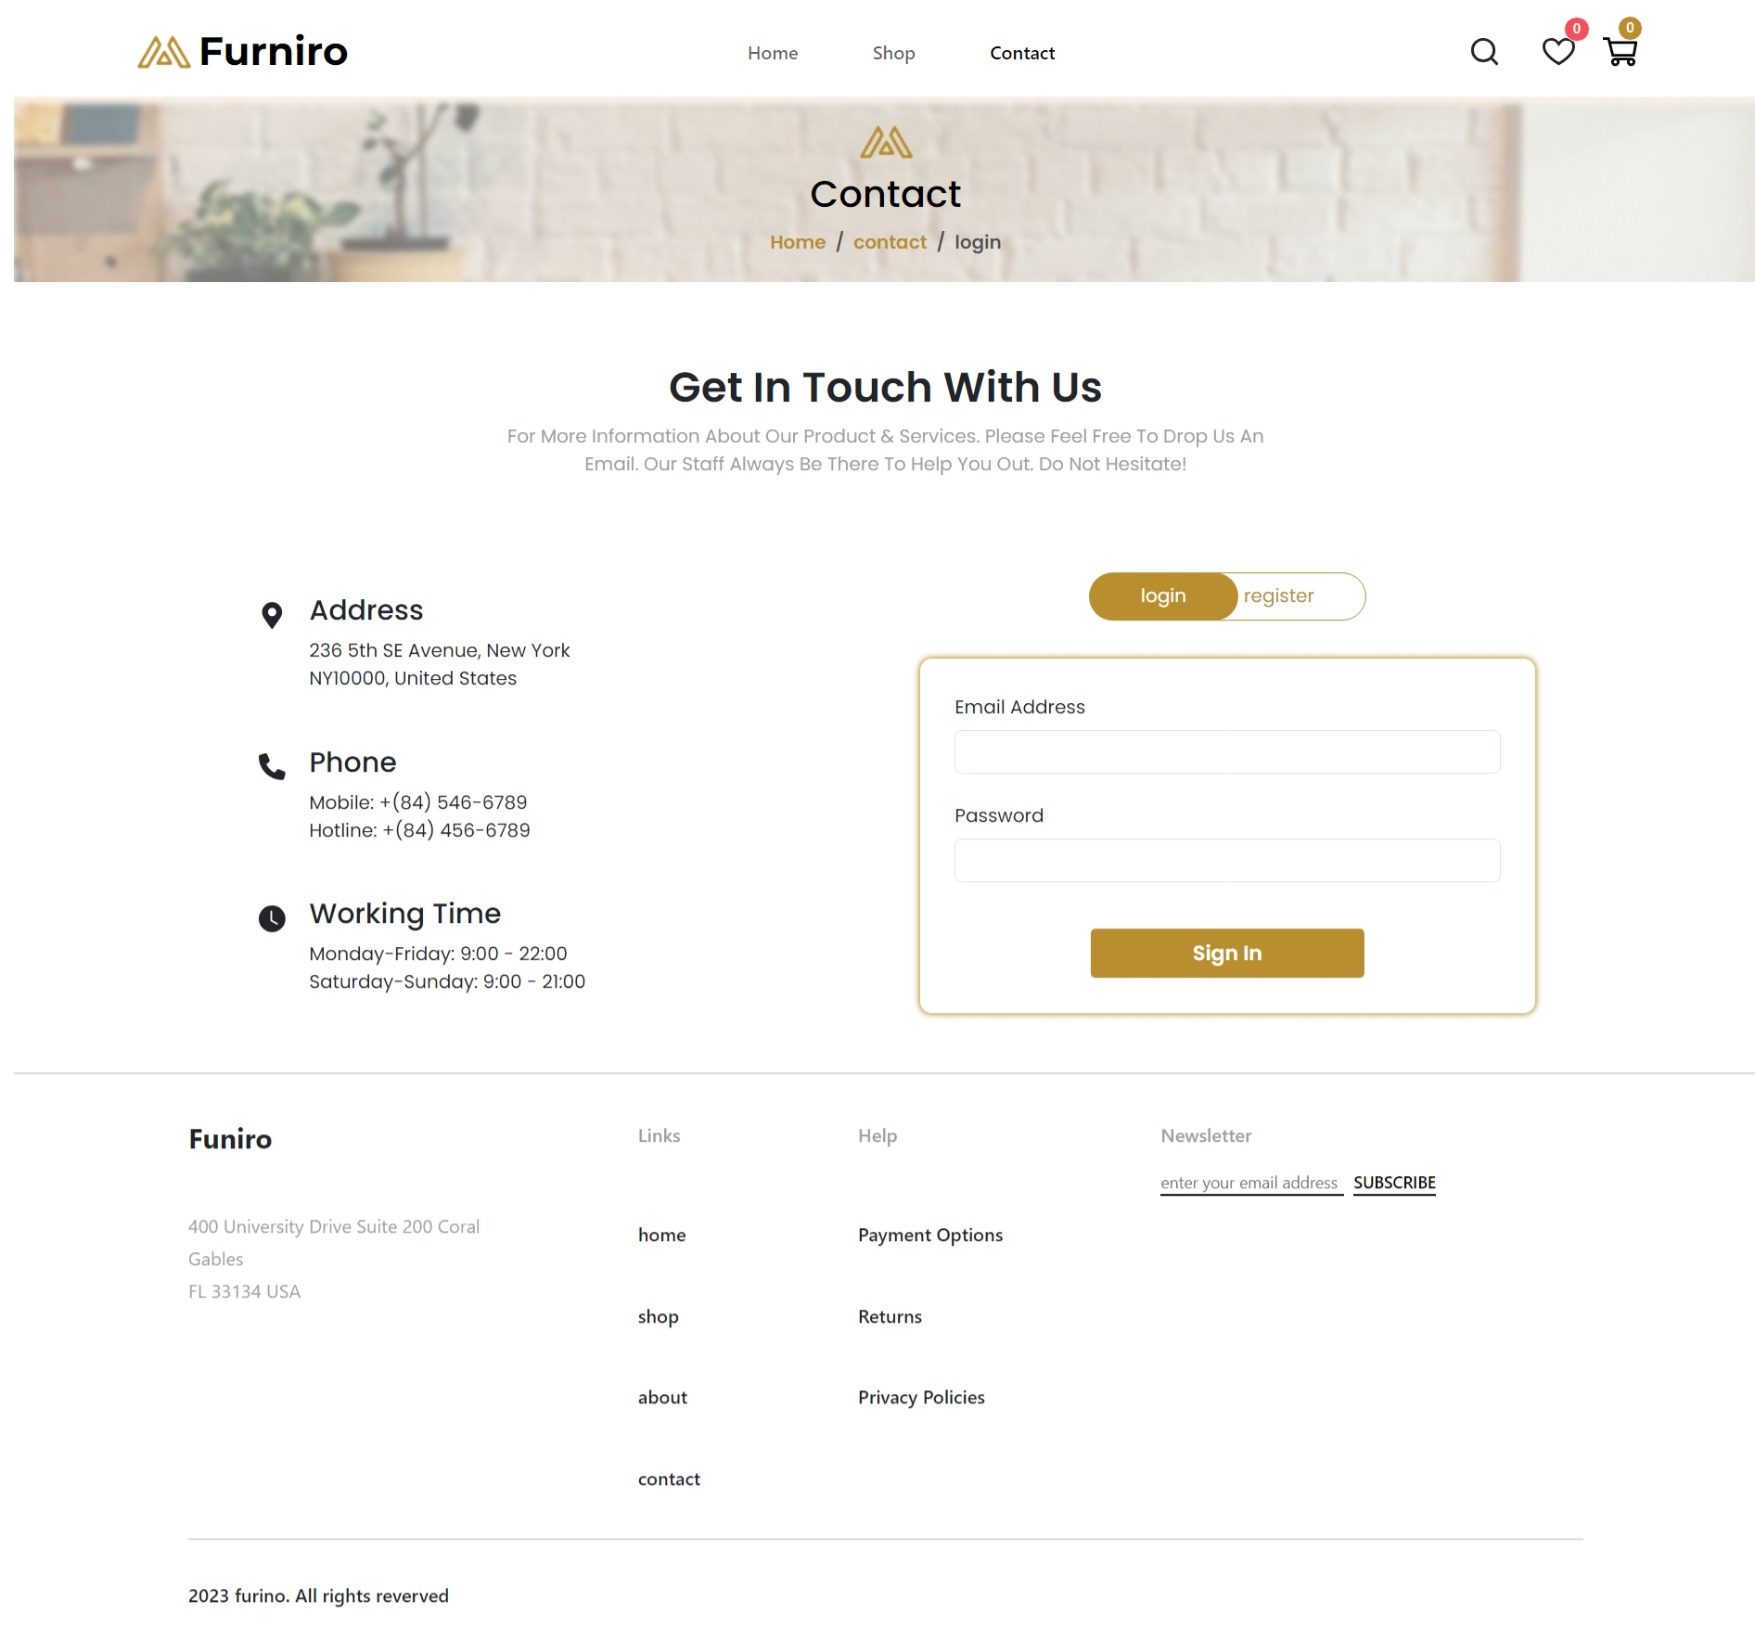 Furniro
Home Shop Contact
0 0
Contact
Home / contact / login
Get In Touch With Us
For More Information About Our Product & Services. Please Feel Free To Drop Us An
Email. Our Staff Always Be There To Help You Out. Do Not Hesitate!
Address
236 5th SE Avenue, New York
NY10000, United States
Phone
Mobile: +(84) 546-6789
Hotline: +(84) 456-6789
Working Time
Monday-Friday: 9:00 - 22:00
Saturday-Sunday: 9:00 - 21:00
login register
Email Address
Password
Sign In
Funiro
400 University Drive Suite 200 Coral
Gables
FL 33134 USA
Links
home
shop
about
contact
Help
Payment Options
Returns
Privacy Policies
Newsletter
enter your email address SUBSCRIBE
2023 furino. All rights reverved